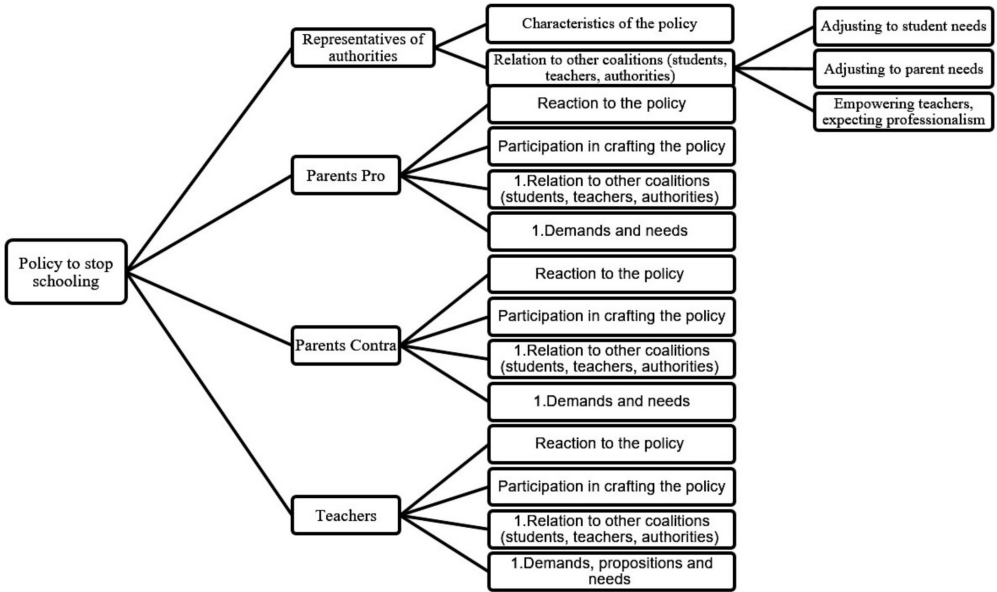 Policy to stop
schooling
Representatives of
authorities
Characteristics of the policy
Relation to other coalitions (students,
teachers, authorities)
Adjusting to student needs
Adjusting to parent needs
Empowering teachers,
expecting professionalism
Parents Pro
Reaction to the policy
Participation in crafting the policy
1.Relation to other coalitions
(students, teachers, authorities)
1.Demands and needs
Parents Contra
Reaction to the policy
Participation in crafting the policy
1.Relation to other coalitions
(students, teachers, authorities)
1.Demands and needs
Teachers
Reaction to the policy
Participation in crafting the policy
1.Relation to other coalitions
(students, teachers, authorities)
1.Demands, propositions and
needs